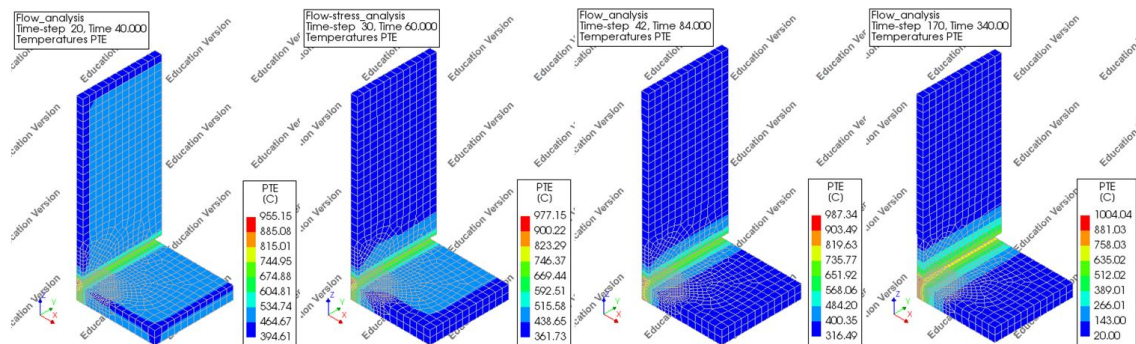 Flow_analysis
Time-step 20, Time 40.000
Temperatures PTE
Education Version
PTE
(C)
955.15
885.08
815.01
744.95
674.88
604.81
534.74
464.67
394.61
Z
Y
X
Flow-stress_analysis
Time-step 30, Time 60.000
Temperatures PTE
Education Version
PTE
(C)
977.15
900.22
823.29
746.37
669.44
592.51
515.58
438.65
361.73
Z
Y
X
Flow_analysis
Time-step 42, Time 84.000
Temperatures PTE
Education Version
PTE
(C)
987.34
903.49
819.63
735.77
651.92
568.06
484.20
400.35
316.49
Z
Y
X
Flow_analysis
Time-step 170, Time 340.00
Temperatures PTE
Education Version
PTE
(C)
1004.04
881.03
758.03
635.02
512.02
389.01
266.01
143.00
20.00
Z
Y
X